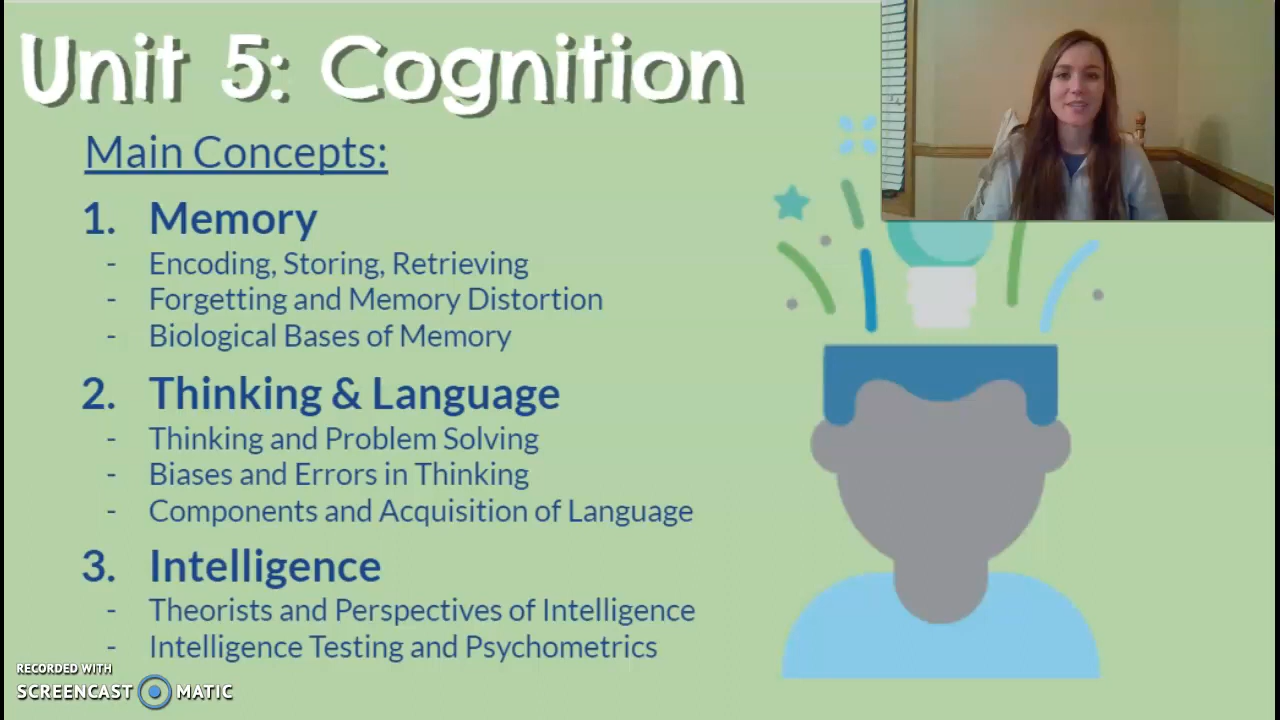 Unit 5: Cognition
Main Concepts:
1. Memory
- Encoding, Storing, Retrieving
- Forgetting and Memory Distortion
- Biological Bases of Memory
2. Thinking & Language
- Thinking and Problem Solving
- Biases and Errors in Thinking
- Components and Acquisition of Language
3. Intelligence
- Theorists and Perspectives of Intelligence
- Intelligence Testing and Psychometrics
RECORDED WITH
SCREENCAST MATIC